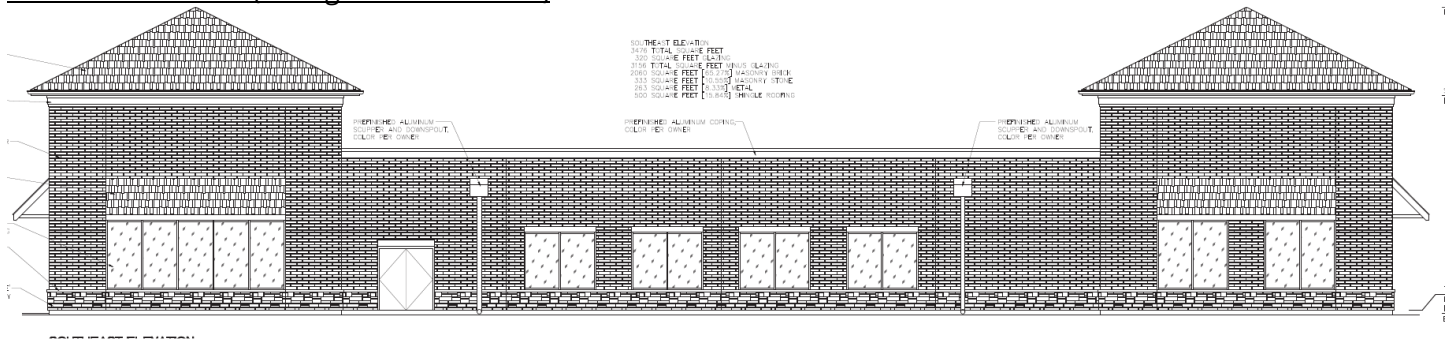 SOUTHEAST ELEVATION
3476 TOTAL SQUARE FEET
320 SQUARE FEET GLAZING
3156 TOTAL SQUARE FEET MINUS GLAZING
2060 SQUARE FEET [65.27%] MASONRY BRICK
333 SQUARE FEET [10.55%] MASONRY STONE
263 SQUARE FEET [8.33%] METAL
500 SQUARE FEET [15.84%] SHINGLE ROOFING
PREFINISHED ALUMINUM
SCUPPER AND DOWNSPOUT,
COLOR PER OWNER
PREFINISHED ALUMINUM COPING,
COLOR PER OWNER
PREFINISHED ALUMINUM
SCUPPER AND DOWNSPOUT,
COLOR PER OWNER
SOUTHEAST ELEVATION